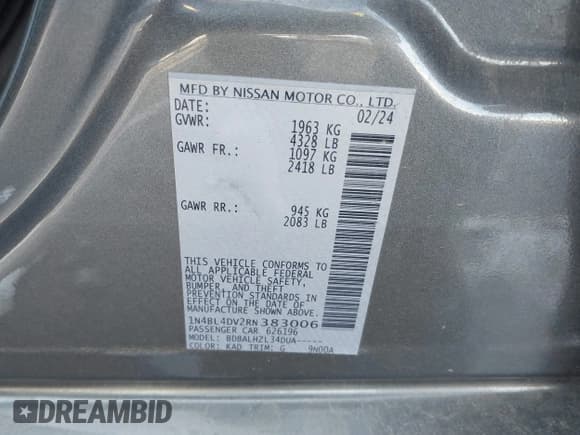 MFD BY NISSAN MOTOR CO., LTD.
DATE: 02/24
GVWR: 1963 KG
4328 LB
GAWR FR.: 1097 KG
2418 LB
GAWR RR.: 945 KG
2083 LB
THIS VEHICLE CONFORMS TO
ALL APPLICABLE FEDERAL
MOTOR VEHICLE SAFETY,
BUMPER, AND THEFT
PREVENTION STANDARDS IN
EFFECT ON THE DATE OF
MANUFACTURE SHOWN ABOVE.
1N4BL4DV2RN383006
PASSENGER CAR 626196
MODEL: BDBALHZL34DUA-----
COLOR: KAD TRIM: G 9N00A
DREAMBID